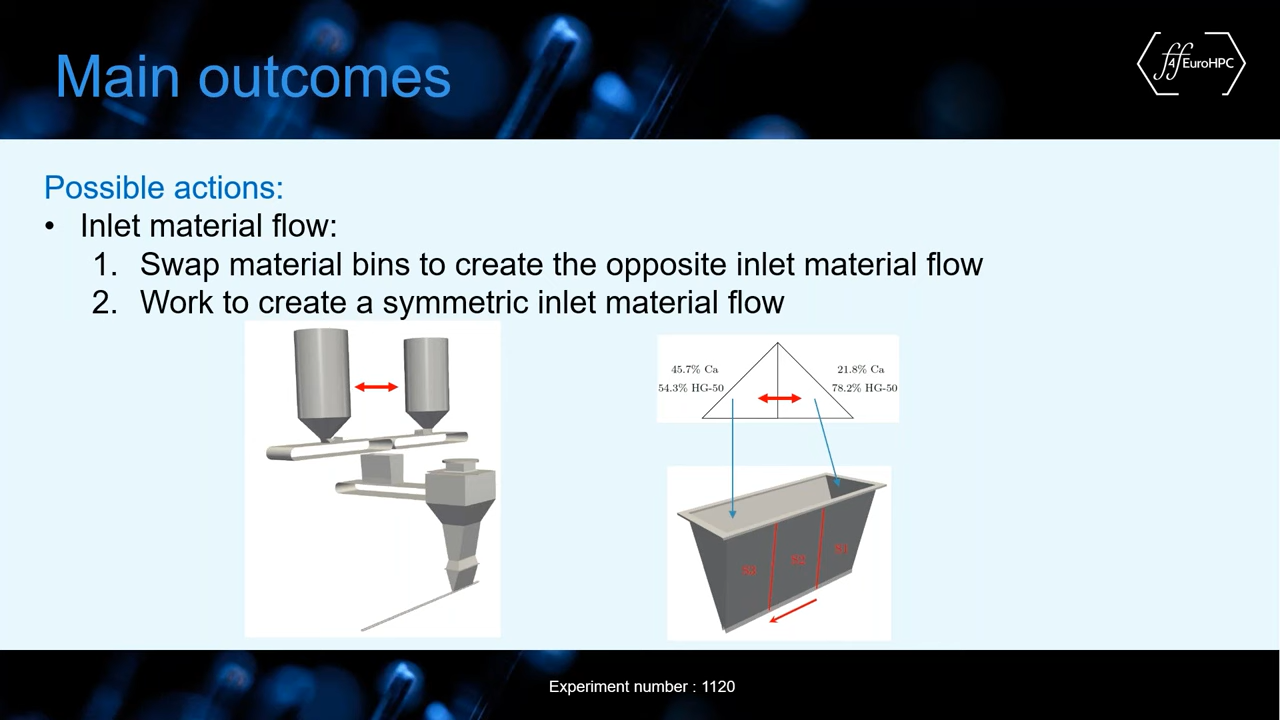 Main outcomes
ff4EuroHPC
Possible actions:
• Inlet material flow:
1. Swap material bins to create the opposite inlet material flow
2. Work to create a symmetric inlet material flow
45.7% Ca
54.3% HG-50
21.8% Ca
78.2% HG-50
Experiment number : 1120